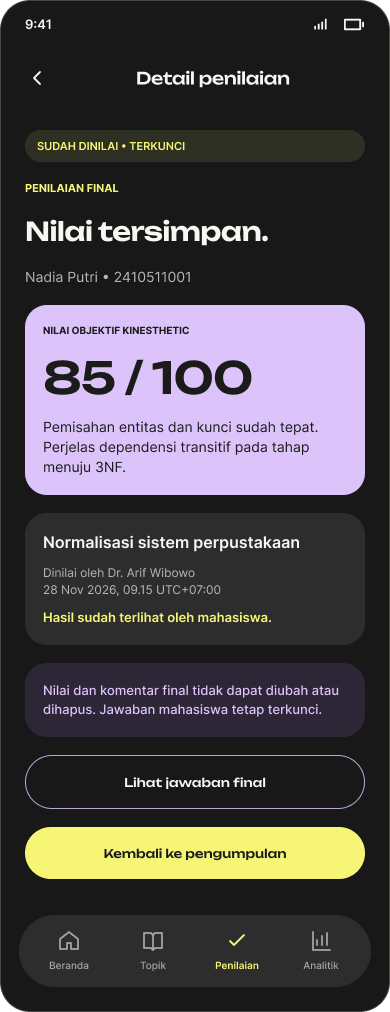 9:41
Detail penilaian
SUDAH DINILAI • TERKUNCI
PENILAIAN FINAL
Nilai tersimpan.
Nadia Putri • 2410511001
NILAI OBJEKTIF KINESTHETIC
85 / 100
Pemisahan entitas dan kunci sudah tepat.
Perjelas dependensi transitif pada tahap
menuju 3NF.
Normalisasi sistem perpustakaan
Dinilai oleh Dr. Arif Wibowo
28 Nov 2026, 09.15 UTC+07:00
Hasil sudah terlihat oleh mahasiswa.
Nilai dan komentar final tidak dapat diubah atau
dihapus. Jawaban mahasiswa tetap terkunci.
Lihat jawaban final
Kembali ke pengumpulan
Beranda
Topik
Penilaian
Analitik